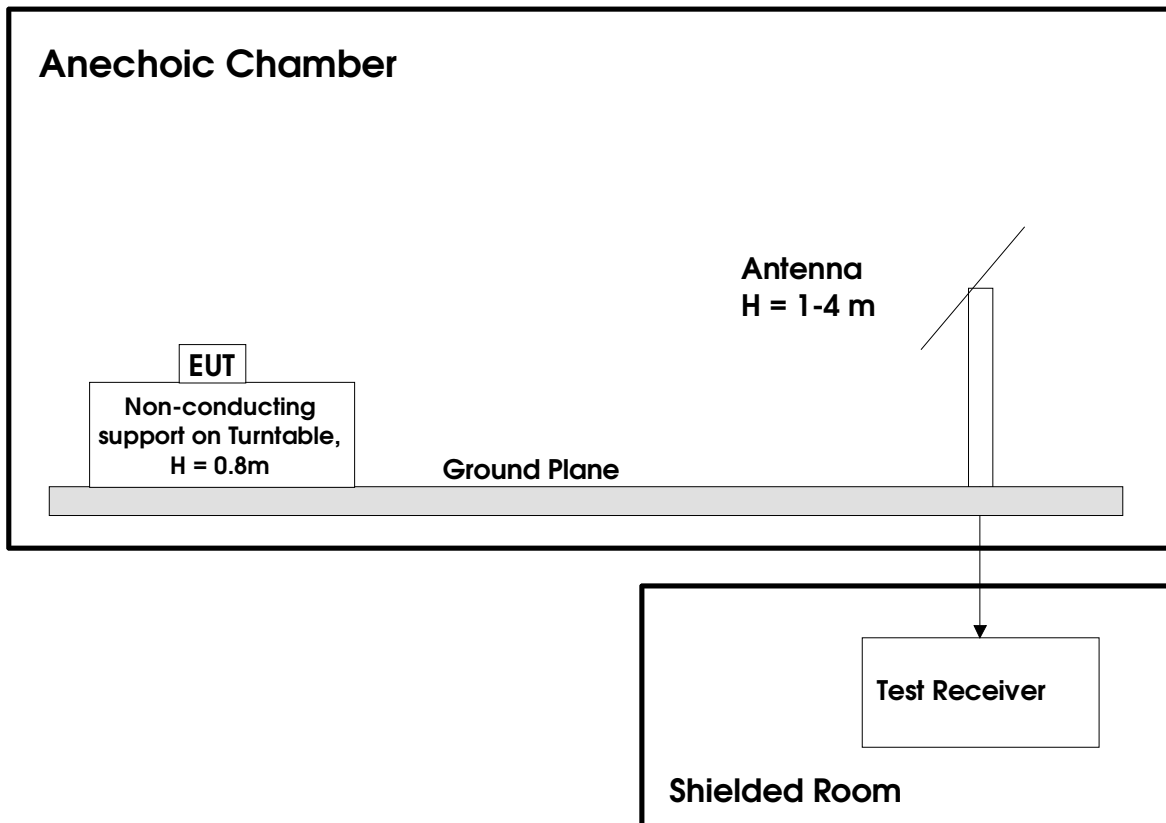 Anechoic Chamber
Antenna
H = 1-4 m
EUT
Non-conducting
support on Turntable,
H = 0.8m
Ground Plane
Test Receiver
Shielded Room